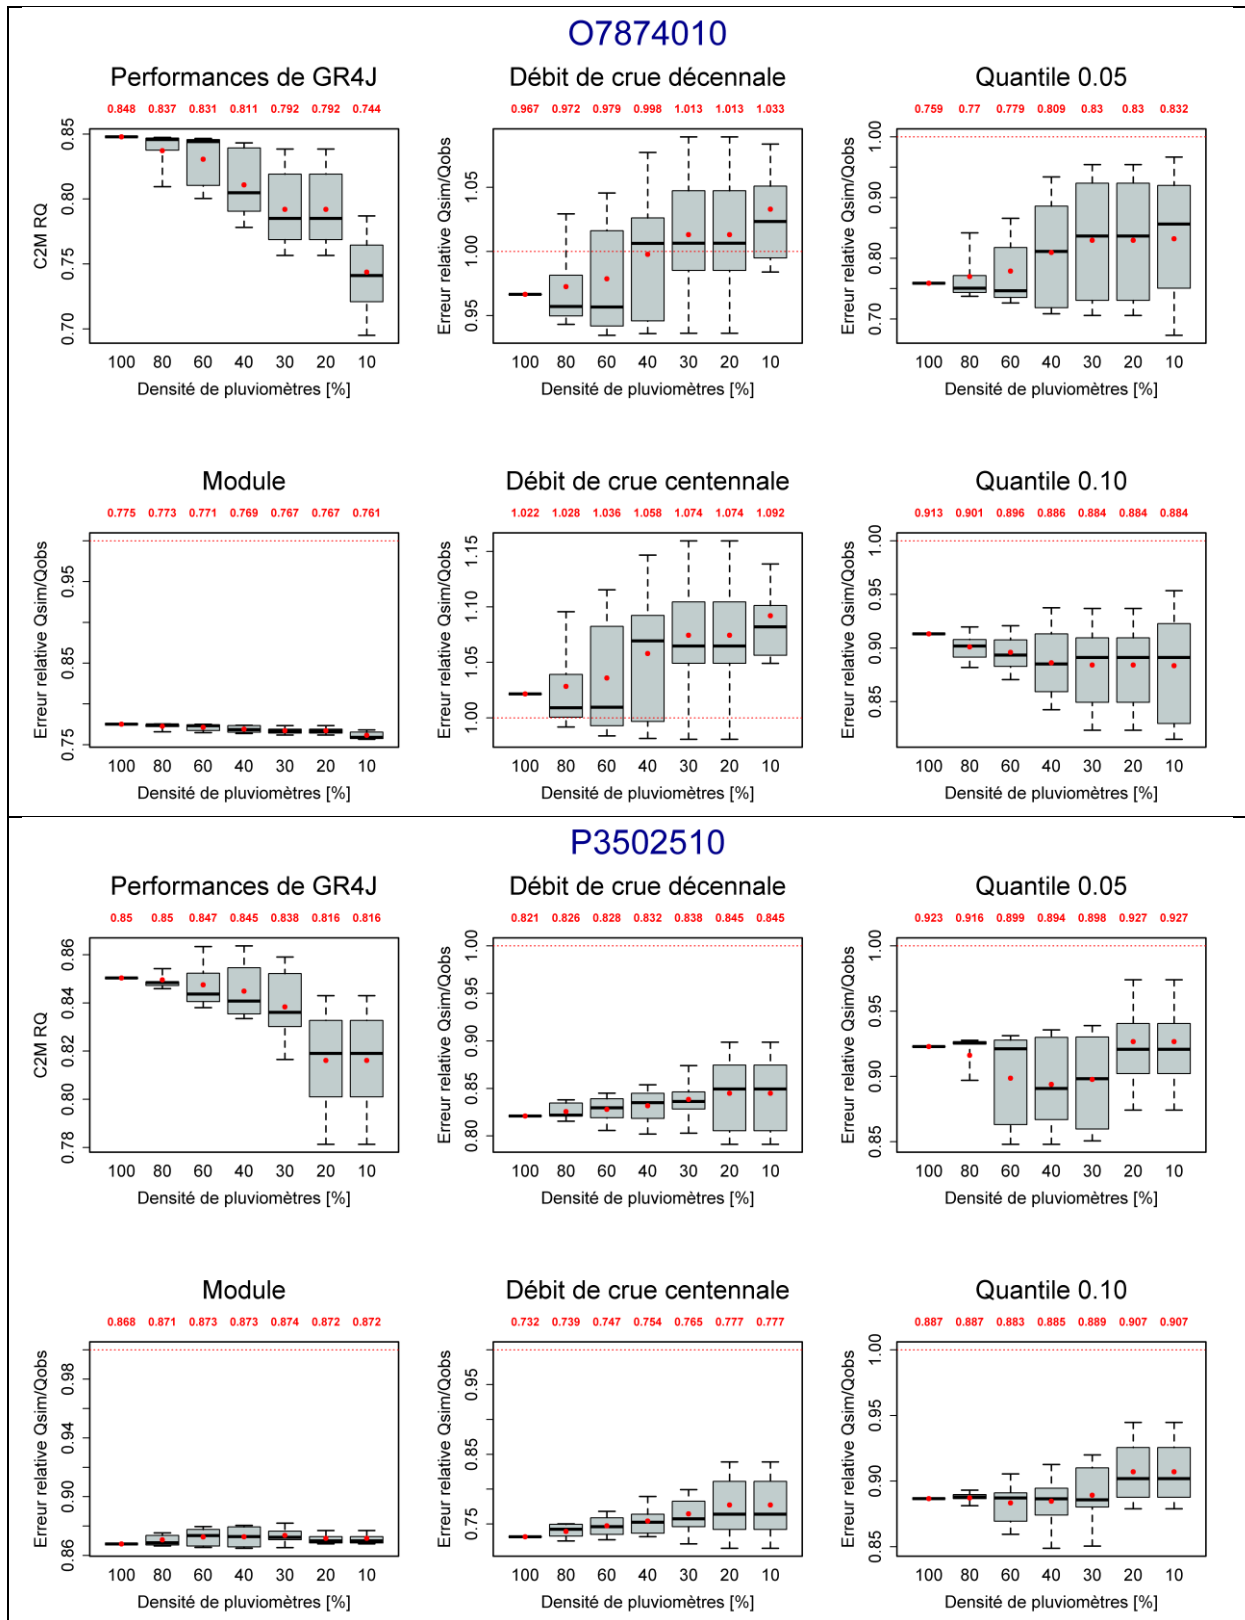 O7874010
Performances de GR4J
0.848 0.837 0.831 0.811 0.792 0.792 0.744
C2M RQ
0.85
0.80
0.75
0.70
100 80 60 40 30 20 10
Densité de pluviomètres [%]
Débit de crue décennale
0.967 0.972 0.979 0.998 1.013 1.013 1.033
Erreur relative Qsim/Qobs
1.05
1.00
0.95
100 80 60 40 30 20 10
Densité de pluviomètres [%]
Quantile 0.05
0.759 0.77 0.779 0.809 0.83 0.83 0.832
Erreur relative Qsim/Qobs
1.00
0.90
0.80
0.70
100 80 60 40 30 20 10
Densité de pluviomètres [%]
Module
0.775 0.773 0.771 0.769 0.767 0.767 0.761
Erreur relative Qsim/Qobs
0.95
0.85
0.75
100 80 60 40 30 20 10
Densité de pluviomètres [%]
Débit de crue centennale
1.022 1.028 1.036 1.058 1.074 1.074 1.092
Erreur relative Qsim/Qobs
1.15
1.10
1.05
1.00
100 80 60 40 30 20 10
Densité de pluviomètres [%]
Quantile 0.10
0.913 0.901 0.896 0.886 0.884 0.884 0.884
Erreur relative Qsim/Qobs
1.00
0.95
0.90
0.85
100 80 60 40 30 20 10
Densité de pluviomètres [%]
P3502510
Performances de GR4J
0.85 0.85 0.847 0.845 0.838 0.816 0.816
C2M RQ
0.86
0.84
0.82
0.80
0.78
100 80 60 40 30 20 10
Densité de pluviomètres [%]
Débit de crue décennale
0.821 0.826 0.828 0.832 0.838 0.845 0.845
Erreur relative Qsim/Qobs
1.00
0.95
0.90
0.85
0.80
100 80 60 40 30 20 10
Densité de pluviomètres [%]
Quantile 0.05
0.923 0.916 0.899 0.894 0.898 0.927 0.927
Erreur relative Qsim/Qobs
1.00
0.95
0.90
0.85
100 80 60 40 30 20 10
Densité de pluviomètres [%]
Module
0.868 0.871 0.873 0.873 0.874 0.872 0.872
Erreur relative Qsim/Qobs
0.98
0.94
0.90
0.86
100 80 60 40 30 20 10
Densité de pluviomètres [%]
Débit de crue centennale
0.732 0.739 0.747 0.754 0.765 0.777 0.777
Erreur relative Qsim/Qobs
0.95
0.85
0.75
100 80 60 40 30 20 10
Densité de pluviomètres [%]
Quantile 0.10
0.887 0.887 0.883 0.885 0.889 0.907 0.907
Erreur relative Qsim/Qobs
1.00
0.95
0.90
0.85
100 80 60 40 30 20 10
Densité de pluviomètres [%]